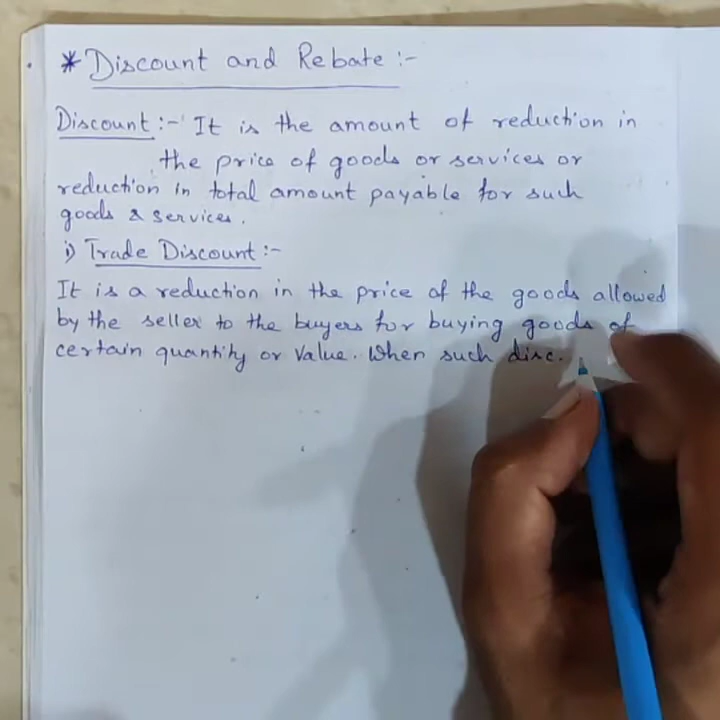 * Discount and Rebate :-
Discount :- It is the amount of reduction in
the price of goods or services or
reduction in total amount payable for such
goods & services.
i) Trade Discount :-
It is a reduction in the price of the goods allowed
by the seller to the buyers for buying goods of
certain quantity or value. When such disc.